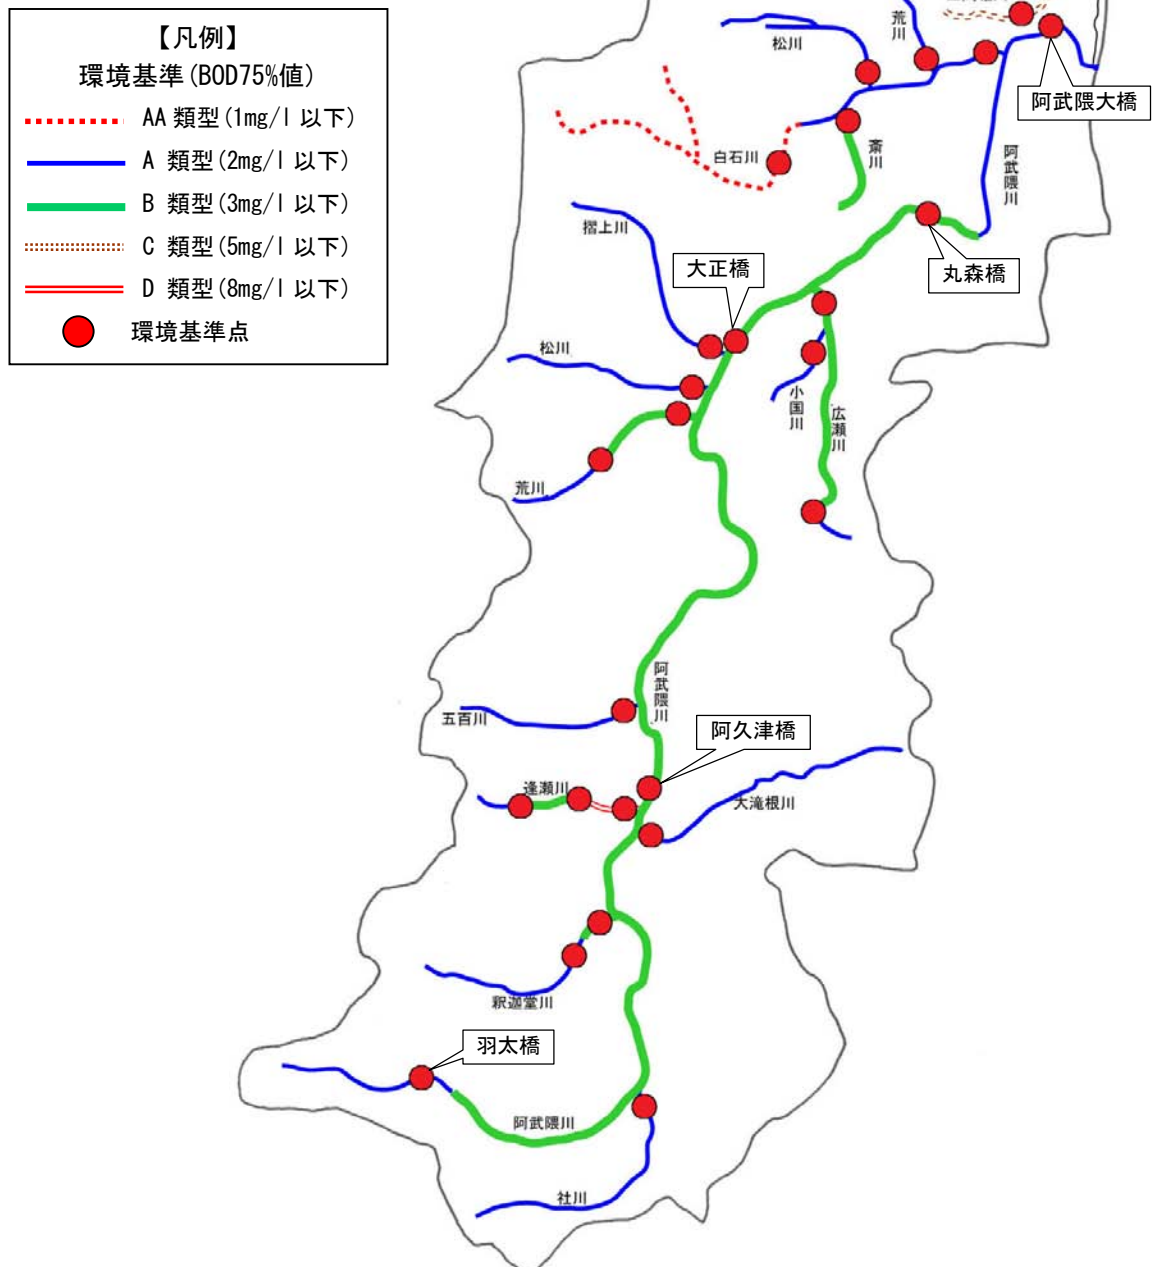 【凡例】
環境基準(BOD75%値)
AA 類型(1mg/l 以下)
A 類型(2mg/l 以下)
B 類型(3mg/l 以下)
C 類型(5mg/l 以下)
D 類型(8mg/l 以下)
環境基準点
松川
荒川
阿武隈大橋
白石川
斎川
阿武隈川
摺上川
大正橋
丸森橋
松川
小国川
広瀬川
荒川
阿武隈川
五百川
阿久津橋
逢瀬川
大滝根川
釈迦堂川
羽太橋
阿武隈川
社川